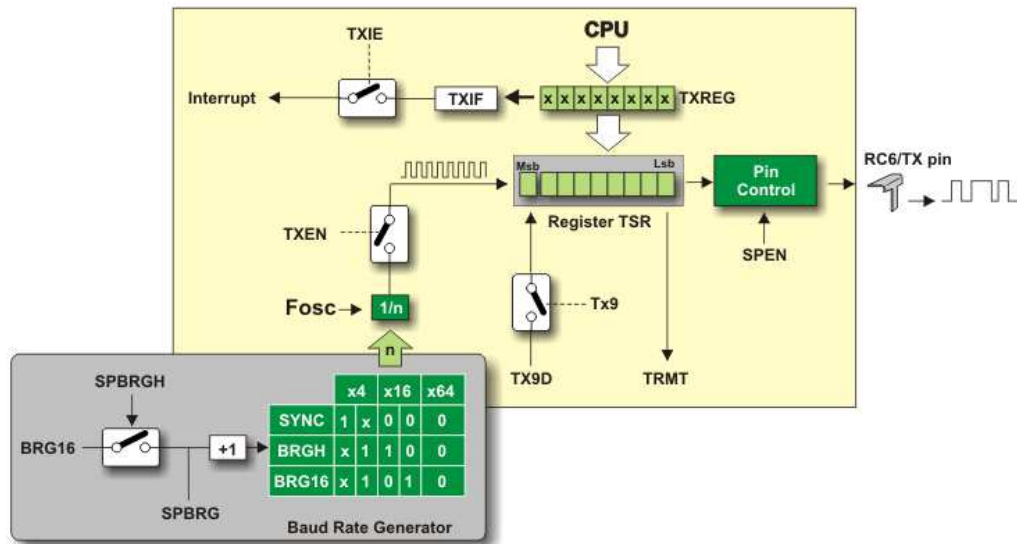 TXIE
CPU
Interrupt
TXIF
x x x x x x x x
TXREG
Msb
Lsb
Register TSR
Pin
Control
RC6/TX pin
TXEN
SPEN
Fosc
1/n
Tx9
n
TX9D
TRMT
SPBRGH
BRG16
+1
SPBRG
x4 x16 x64
SYNC 1 x 0 0 0
BRGH x 1 1 0 0
BRG16 x 1 0 1 0
Baud Rate Generator